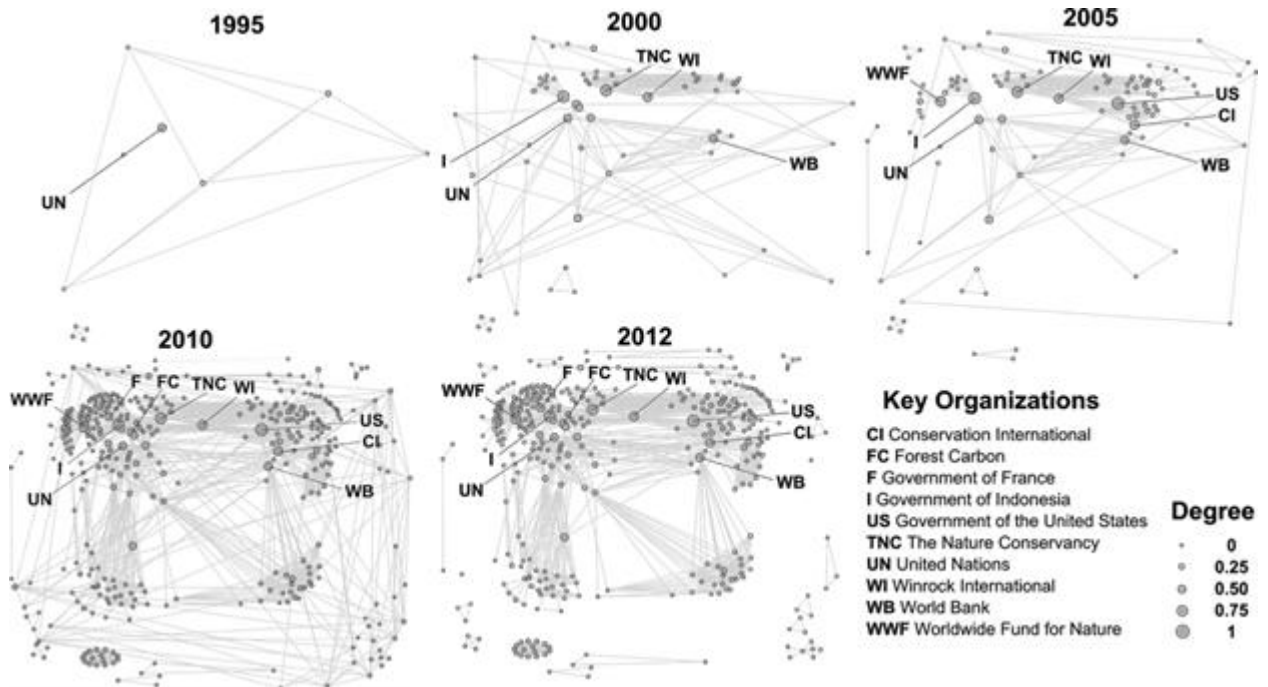 1995
UN
2000
TNC
WI
I
UN
WB
2005
WWF
TNC
WI
US
CI
I
UN
WB
2010
F FC TNC WI
WWF
US
CI
I
UN
WB
2012
F FC TNC WI
WWF
US
CI
I
UN
WB
Key Organizations
CI Conservation International
FC Forest Carbon
F Government of France
I Government of Indonesia
US Government of the United States
TNC The Nature Conservancy
UN United Nations
WI Winrock International
WB World Bank
WWF Worldwide Fund for Nature
Degree
0
0.25
0.50
0.75
1